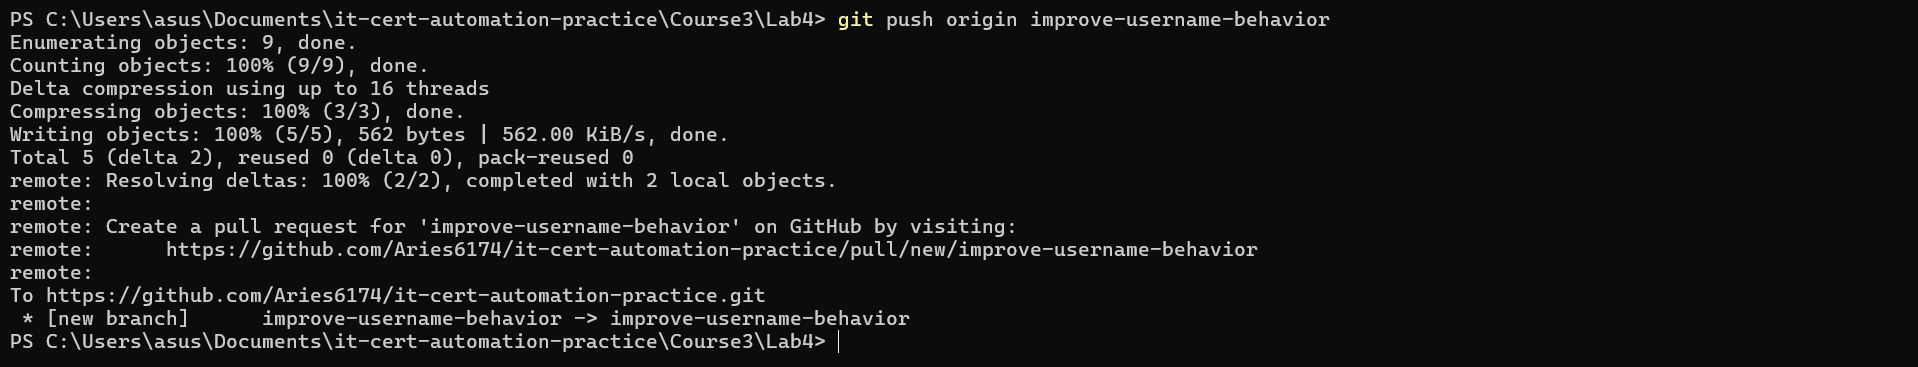 PS C:\Users\asus\Documents\it-cert-automation-practice\Course3\Lab4> git push origin improve-username-behavior
Enumerating objects: 9, done.
Counting objects: 100% (9/9), done.
Delta compression using up to 16 threads
Compressing objects: 100% (3/3), done.
Writing objects: 100% (5/5), 562 bytes | 562.00 KiB/s, done.
Total 5 (delta 2), reused 0 (delta 0), pack-reused 0
remote: Resolving deltas: 100% (2/2), completed with 2 local objects.
remote:
remote: Create a pull request for 'improve-username-behavior' on GitHub by visiting:
remote:      https://github.com/Aries6174/it-cert-automation-practice/pull/new/improve-username-behavior
remote:
To https://github.com/Aries6174/it-cert-automation-practice.git
 * [new branch]      improve-username-behavior -> improve-username-behavior
PS C:\Users\asus\Documents\it-cert-automation-practice\Course3\Lab4>